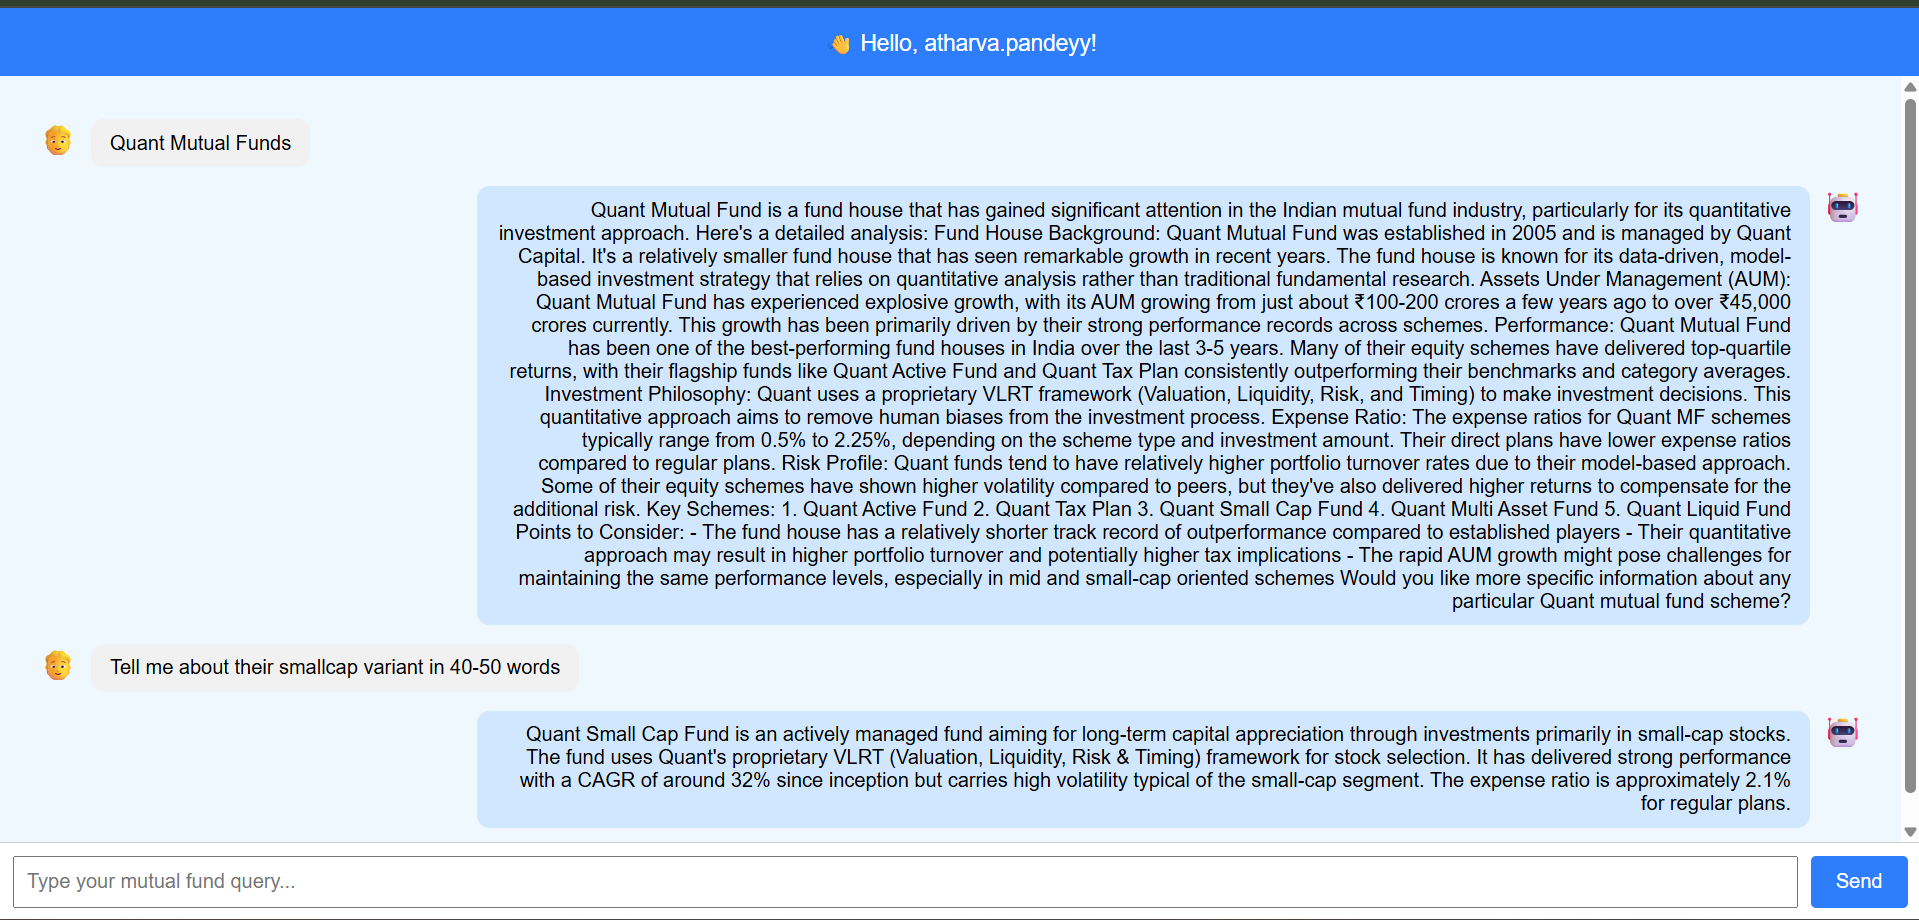 Hello, atharva.pandeyy!
Quant Mutual Funds
Quant Mutual Fund is a fund house that has gained significant attention in the Indian mutual fund industry, particularly for its quantitative
investment approach. Here's a detailed analysis: Fund House Background: Quant Mutual Fund was established in 2005 and is managed by Quant
Capital. It's a relatively smaller fund house that has seen remarkable growth in recent years. The fund house is known for its data-driven, model-
based investment strategy that relies on quantitative analysis rather than traditional fundamental research. Assets Under Management (AUM):
Quant Mutual Fund has experienced explosive growth, with its AUM growing from just about ₹100-200 crores a few years ago to over ₹45,000
crores currently. This growth has been primarily driven by their strong performance records across schemes. Performance: Quant Mutual Fund
has been one of the best-performing fund houses in India over the last 3-5 years. Many of their equity schemes have delivered top-quartile
returns, with their flagship funds like Quant Active Fund and Quant Tax Plan consistently outperforming their benchmarks and category averages.
Investment Philosophy: Quant uses a proprietary VLRT framework (Valuation, Liquidity, Risk, and Timing) to make investment decisions. This
quantitative approach aims to remove human biases from the investment process. Expense Ratio: The expense ratios for Quant MF schemes
typically range from 0.5% to 2.25%, depending on the scheme type and investment amount. Their direct plans have lower expense ratios
compared to regular plans. Risk Profile: Quant funds tend to have relatively higher portfolio turnover rates due to their model-based approach.
Some of their equity schemes have shown higher volatility compared to peers, but they've also delivered higher returns to compensate for the
additional risk. Key Schemes: 1. Quant Active Fund 2. Quant Tax Plan 3. Quant Small Cap Fund 4. Quant Multi Asset Fund 5. Quant Liquid Fund
Points to Consider: - The fund house has a relatively shorter track record of outperformance compared to established players - Their quantitative
approach may result in higher portfolio turnover and potentially higher tax implications - The rapid AUM growth might pose challenges for
maintaining the same performance levels, especially in mid and small-cap oriented schemes Would you like more specific information about any
particular Quant mutual fund scheme?
Tell me about their smallcap variant in 40-50 words
Quant Small Cap Fund is an actively managed fund aiming for long-term capital appreciation through investments primarily in small-cap stocks.
The fund uses Quant's proprietary VLRT (Valuation, Liquidity, Risk & Timing) framework for stock selection. It has delivered strong performance
with a CAGR of around 32% since inception but carries high volatility typical of the small-cap segment. The expense ratio is approximately 2.1%
for regular plans.
Type your mutual fund query...
Send